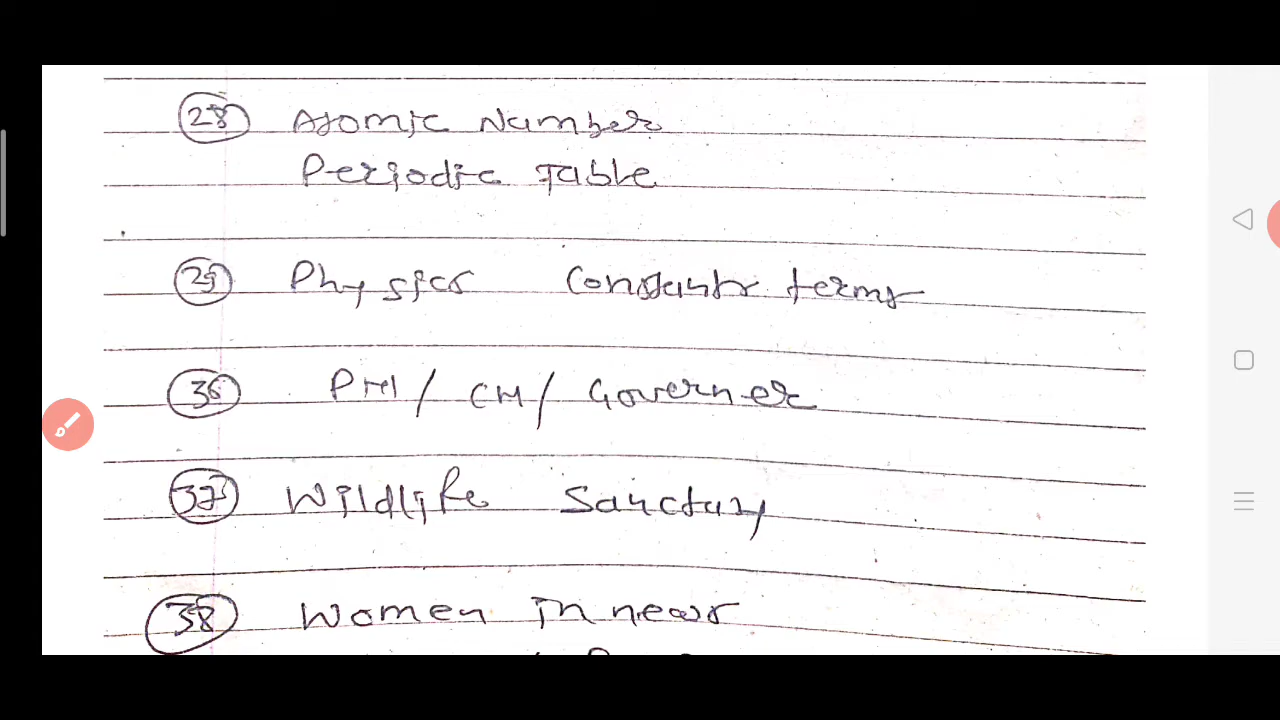 28 Atomic Number
Periodic Table
29 Physics Constants terms
36 PM / CM / Governer
37 Wildlife Sanctury
38 Women in news